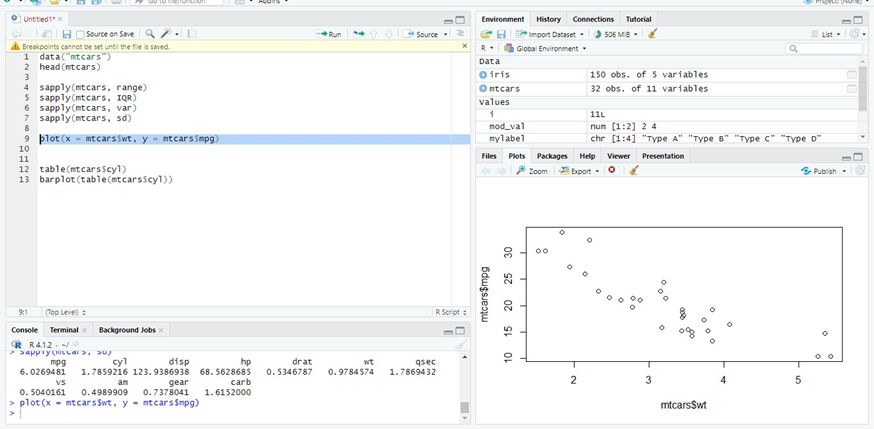 Go to file/function
Addins
Project: (None)
Untitled1*
Source on Save
Run
Source
Breakpoints cannot be set until the file is saved.
1 data("mtcars")
2 head(mtcars)
3
4 sapply(mtcars, range)
5 sapply(mtcars, IQR)
6 sapply(mtcars, var)
7 sapply(mtcars, sd)
8
9 plot(x = mtcars$wt, y = mtcars$mpg)
10
11
12 table(mtcars$cyl)
13 barplot(table(mtcars$cyl))
9:1 (Top Level) R Script
Console Terminal Background Jobs
R 4.1.2 · ~/
> sapply(mtcars, sd)
mpg cyl disp hp drat wt qsec
6.0269481 1.7859216 123.9386938 68.5628685 0.5346787 0.9784574 1.7869432
vs am gear carb
0.5040161 0.4989909 0.7378041 1.6152000
> plot(x = mtcars$wt, y = mtcars$mpg)
>
Environment History Connections Tutorial
Import Dataset 506 MiB List
R Global Environment
Data
iris 150 obs. of 5 variables
mtcars 32 obs. of 11 variables
Values
i 11L
mod_val num [1:2] 2 4
mylabel chr [1:4] "Type A" "Type B" "Type C" "Type D"
Files Plots Packages Help Viewer Presentation
Zoom Export Publish
mtcars$mpg
30
25
20
15
10
2 3 4 5
mtcars$wt